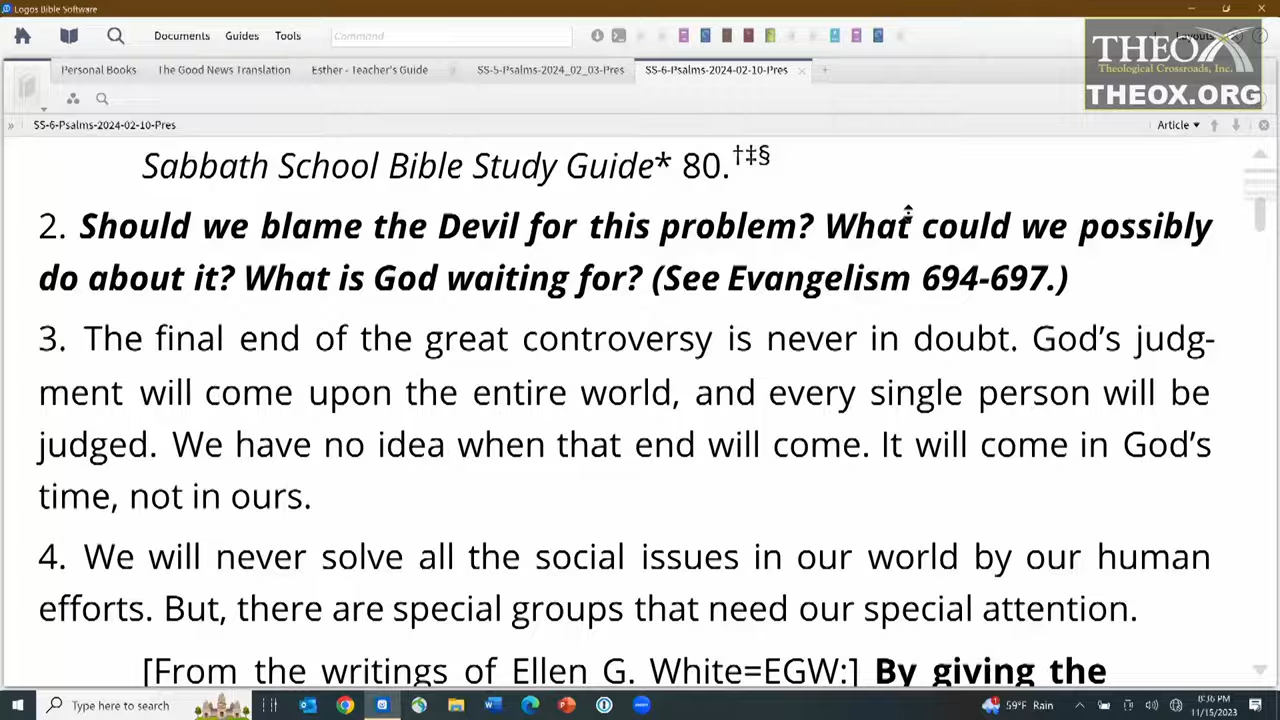 Logos Bible Software
Documents Guides Tools Command
THEOX
Theological Crossroads, Inc.
THEOX.ORG
Personal Books The Good News Translation Esther - Teacher's Psalms-2024_02_03-Pres SS-6-Psalms-2024-02-10-Pres
SS-6-Psalms-2024-02-10-Pres Article
Sabbath School Bible Study Guide* 80.†‡§
2. Should we blame the Devil for this problem? What could we possibly
do about it? What is God waiting for? (See Evangelism 694-697.)
3. The final end of the great controversy is never in doubt. God's judg-
ment will come upon the entire world, and every single person will be
judged. We have no idea when that end will come. It will come in God's
time, not in ours.
4. We will never solve all the social issues in our world by our human
efforts. But, there are special groups that need our special attention.
[From the writings of Ellen G. White=EGW:] By giving the
Type here to search
59°F Rain
8:36 PM
11/15/2023